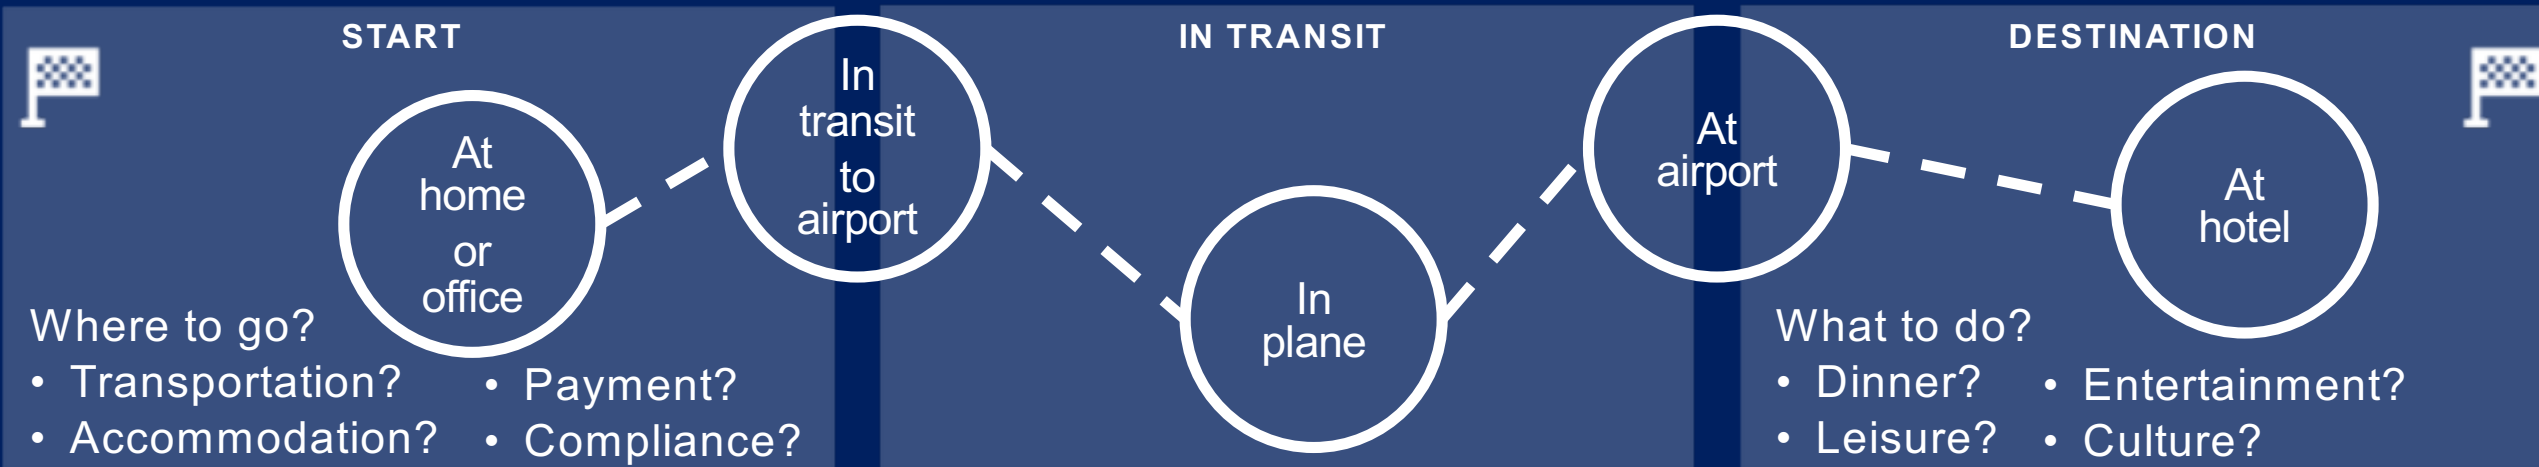 START
At
home
or
office
Where to go?
• Transportation?
• Accommodation?
• Payment?
• Compliance?
In
transit
to
airport
IN TRANSIT
In
plane
At
airport
DESTINATION
At
hotel
What to do?
• Dinner?
• Leisure?
• Entertainment?
• Culture?